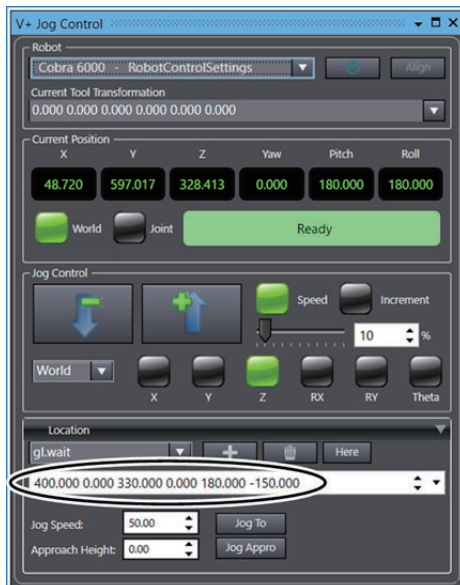 V+ Jog Control
Robot
Cobra 6000 - RobotControlSettings
Align
Current Tool Transformation
0.000 0.000 0.000 0.000 0.000 0.000
Current Position
X Y Z Yaw Pitch Roll
48.720 597.017 328.413 0.000 180.000 180.000
World Joint Ready
Jog Control
Speed Increment
10 %
World
X Y Z RX RY Theta
Location
gl.wait Here
400.000 0.000 330.000 0.000 180.000 -150.000
Jog Speed: 50.00 Jog To
Approach Height: 0.00 Jog Appro